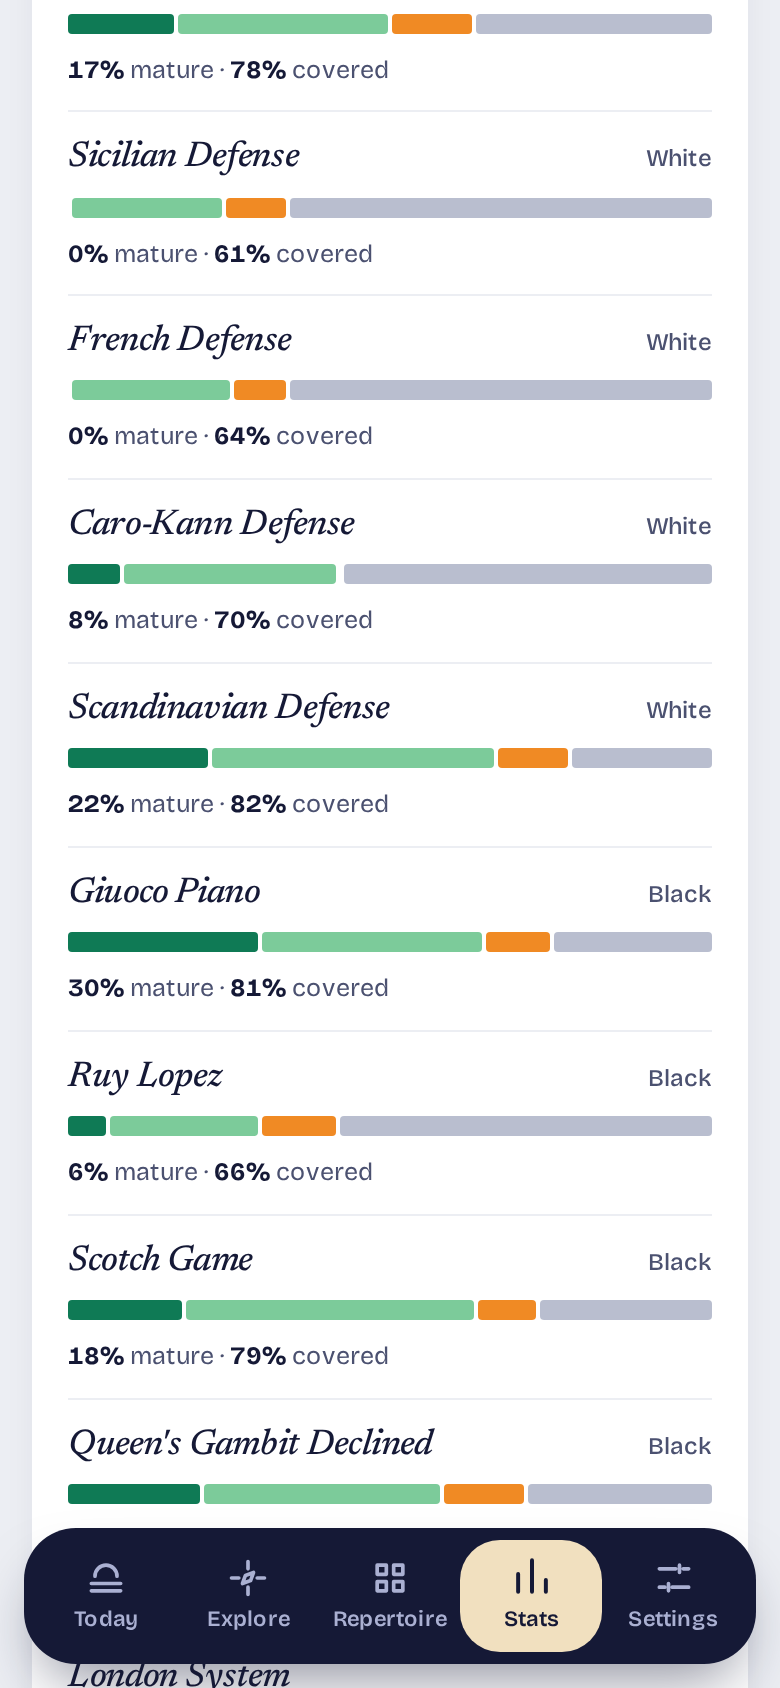 17% mature · 78% covered
Sicilian Defense White
0% mature · 61% covered
French Defense White
0% mature · 64% covered
Caro-Kann Defense White
8% mature · 70% covered
Scandinavian Defense White
22% mature · 82% covered
Giuoco Piano Black
30% mature · 81% covered
Ruy Lopez Black
6% mature · 66% covered
Scotch Game Black
18% mature · 79% covered
Queen's Gambit Declined Black
Today Explore Repertoire Stats Settings
London System